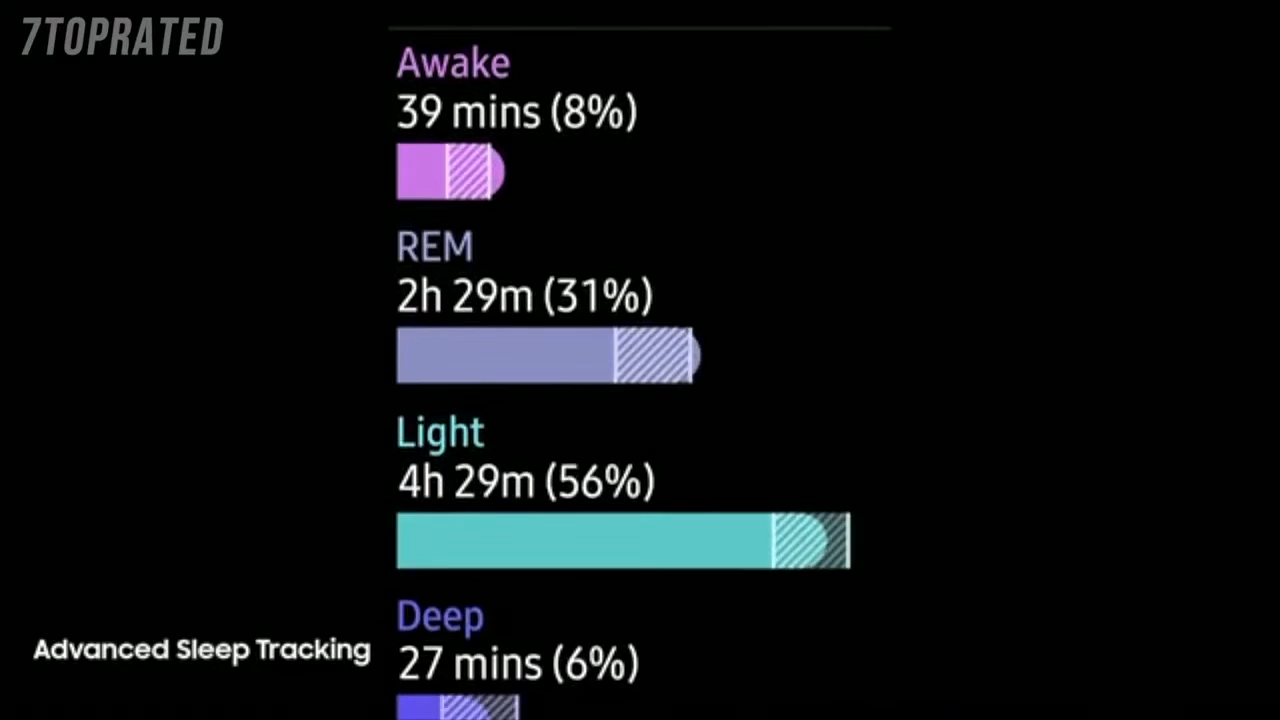 7TOPRATED
Awake
39 mins (8%)
REM
2h 29m (31%)
Light
4h 29m (56%)
Deep
27 mins (6%)
Advanced Sleep Tracking